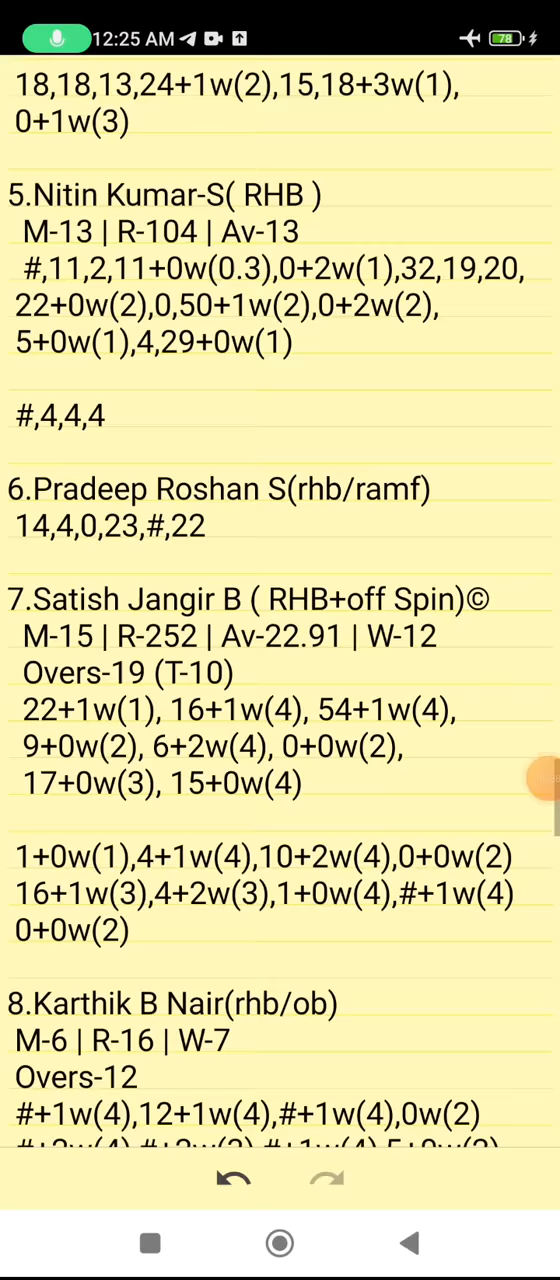 12:25 AM
78
18,18,13,24+1w(2),15,18+3w(1),
0+1w(3)
5.Nitin Kumar-S( RHB )
M-13 | R-104 | Av-13
#,11,2,11+0w(0.3),0+2w(1),32,19,20,
22+0w(2),0,50+1w(2),0+2w(2),
5+0w(1),4,29+0w(1)
#,4,4,4
6.Pradeep Roshan S(rhb/ramf)
14,4,0,23,#,22
7.Satish Jangir B ( RHB+off Spin)©
M-15 | R-252 | Av-22.91 | W-12
Overs-19 (T-10)
22+1w(1), 16+1w(4), 54+1w(4),
9+0w(2), 6+2w(4), 0+0w(2),
17+0w(3), 15+0w(4)
1+0w(1),4+1w(4),10+2w(4),0+0w(2)
16+1w(3),4+2w(3),1+0w(4),#+1w(4)
0+0w(2)
8.Karthik B Nair(rhb/ob)
M-6 | R-16 | W-7
Overs-12
#+1w(4),12+1w(4),#+1w(4),0w(2)